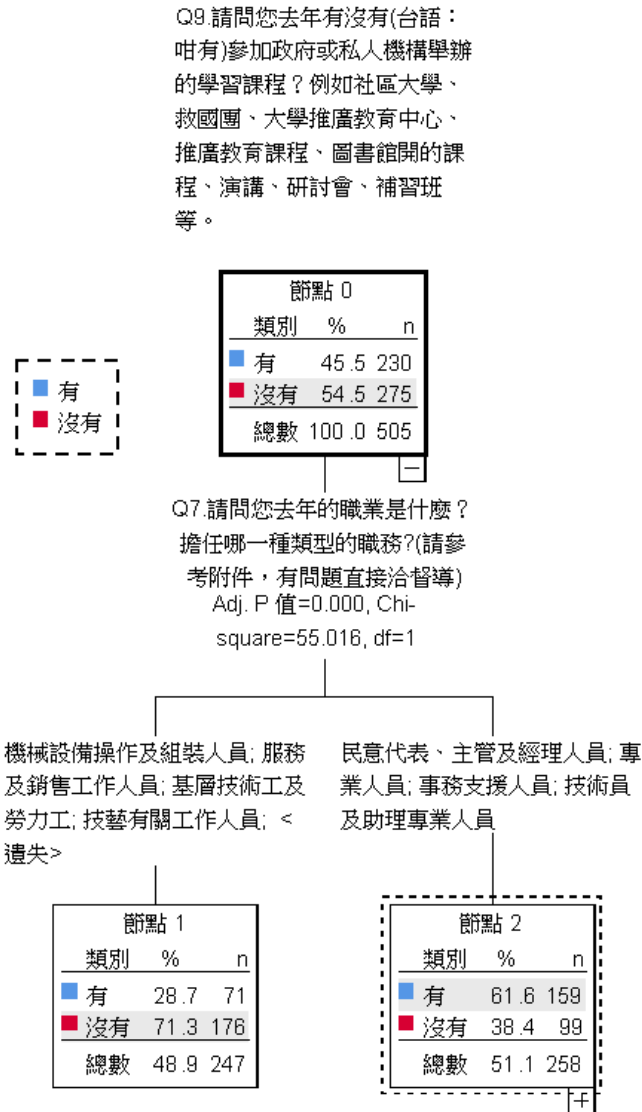 Q9.請問您去年有沒有(台語：
咁有)參加政府或私人機構舉辦
的學習課程？例如社區大學、
救國團、大學推廣教育中心、
推廣教育課程、圖書館開的課
程、演講、研討會、補習班
等。
節點 0
類別 % n
有 45.5 230
沒有 54.5 275
總數 100.0 505
有
沒有
Q7.請問您去年的職業是什麼？
擔任哪一種類型的職務?(請參
考附件，有問題直接洽督導)
Adj. P 值=0.000, Chi-
square=55.016, df=1
機械設備操作及組裝人員; 服務
及銷售工作人員; 基層技術工及
勞力工; 技藝有關工作人員; <
遺失>
民意代表、主管及經理人員; 專
業人員; 事務支援人員; 技術員
及助理專業人員
節點 1
類別 % n
有 28.7 71
沒有 71.3 176
總數 48.9 247
節點 2
類別 % n
有 61.6 159
沒有 38.4 99
總數 51.1 258